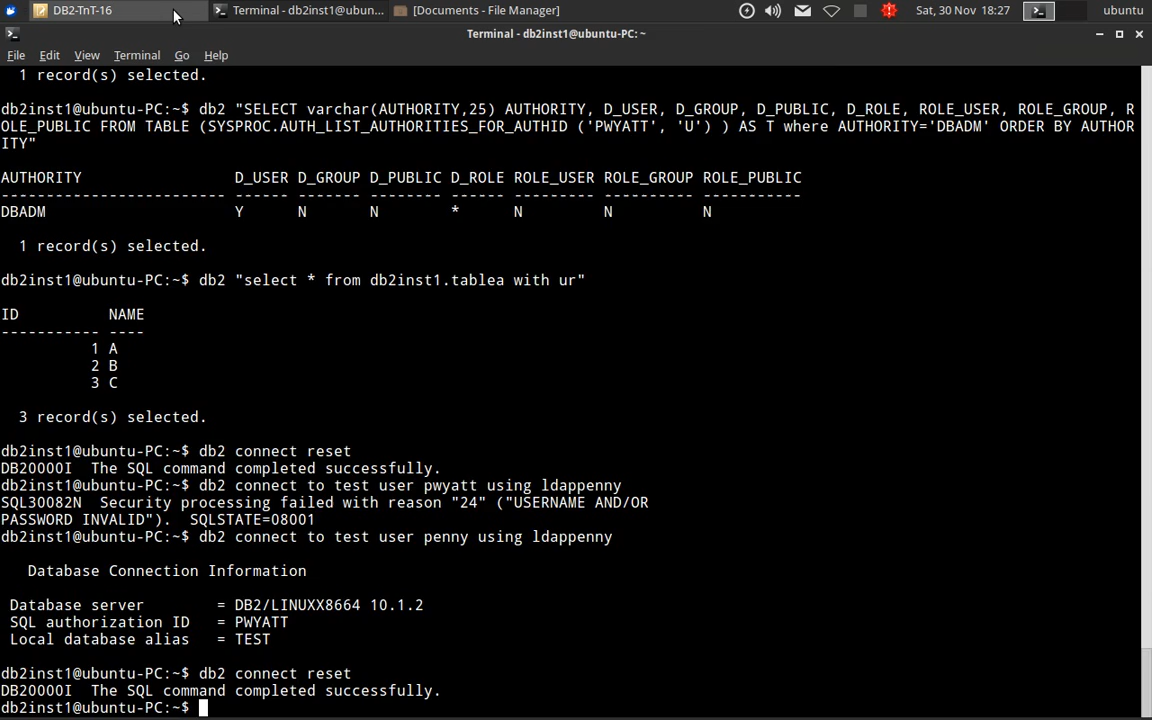 DB2-TnT-16 Terminal - db2inst1@ubun... [Documents - File Manager] Sat, 30 Nov 18:27 ubuntu
Terminal - db2inst1@ubuntu-PC: ~
File Edit View Terminal Go Help
1 record(s) selected.
db2inst1@ubuntu-PC:~$ db2 "SELECT varchar(AUTHORITY,25) AUTHORITY, D_USER, D_GROUP, D_PUBLIC, D_ROLE, ROLE_USER, ROLE_GROUP, R
OLE_PUBLIC FROM TABLE (SYSPROC.AUTH_LIST_AUTHORITIES_FOR_AUTHID ('PWYATT', 'U') ) AS T where AUTHORITY='DBADM' ORDER BY AUTHOR
ITY"
AUTHORITY D_USER D_GROUP D_PUBLIC D_ROLE ROLE_USER ROLE_GROUP ROLE_PUBLIC
------------------------- ------ ------- -------- ------ --------- ---------- -----------
DBADM Y N N * N N N
1 record(s) selected.
db2inst1@ubuntu-PC:~$ db2 "select * from db2inst1.tablea with ur"
ID NAME
----------- ----
1 A
2 B
3 C
3 record(s) selected.
db2inst1@ubuntu-PC:~$ db2 connect reset
DB20000I The SQL command completed successfully.
db2inst1@ubuntu-PC:~$ db2 connect to test user pwyatt using ldappenny
SQL30082N Security processing failed with reason "24" ("USERNAME AND/OR
PASSWORD INVALID"). SQLSTATE=08001
db2inst1@ubuntu-PC:~$ db2 connect to test user penny using ldappenny
Database Connection Information
Database server = DB2/LINUXX8664 10.1.2
SQL authorization ID = PWYATT
Local database alias = TEST
db2inst1@ubuntu-PC:~$ db2 connect reset
DB20000I The SQL command completed successfully.
db2inst1@ubuntu-PC:~$